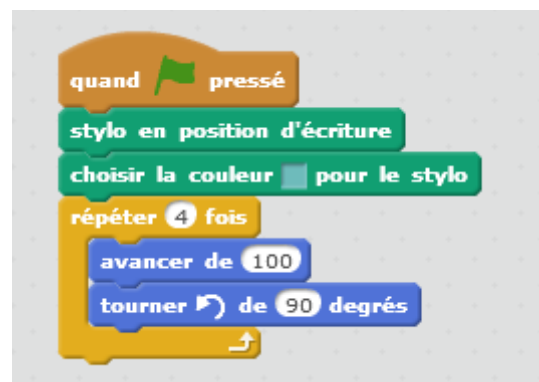 quand pressé
stylo en position d'écriture
choisir la couleur pour le stylo
répéter 4 fois
avancer de 100
tourner de 90 degrés